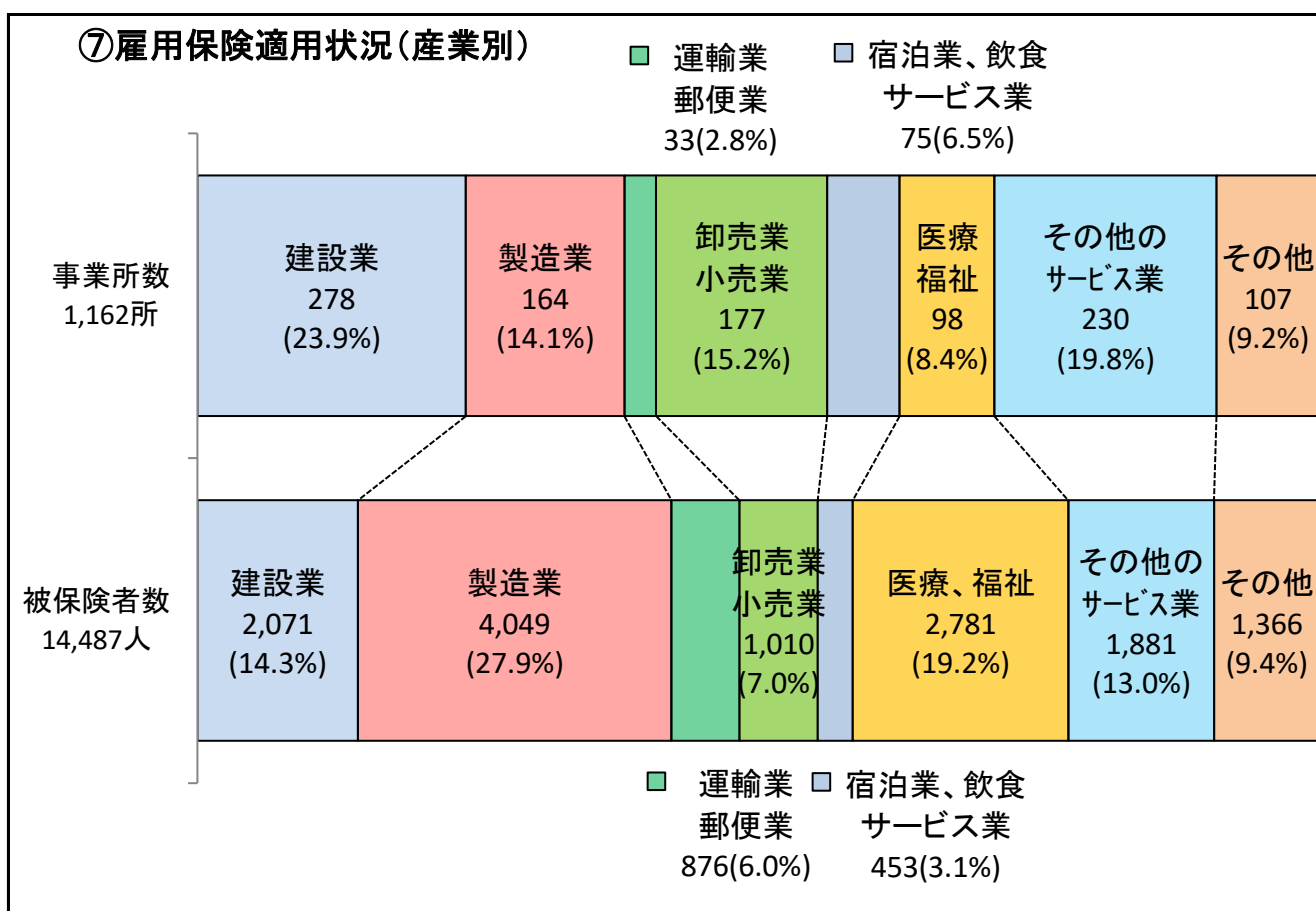 ⑦雇用保険適用状況(産業別)
運輸業
郵便業
33(2.8%)
宿泊業、飲食
サービス業
75(6.5%)
事業所数
1,162所
建設業
278
(23.9%)
製造業
164
(14.1%)
卸売業
小売業
177
(15.2%)
医療
福祉
98
(8.4%)
その他の
ｻｰﾋﾞｽ業
230
(19.8%)
その他
107
(9.2%)
被保険者数
14,487人
建設業
2,071
(14.3%)
製造業
4,049
(27.9%)
卸売業
小売業
1,010
(7.0%)
医療、福祉
2,781
(19.2%)
その他の
ｻｰﾋﾞｽ業
1,881
(13.0%)
その他
1,366
(9.4%)
運輸業
郵便業
876(6.0%)
宿泊業、飲食
サービス業
453(3.1%)